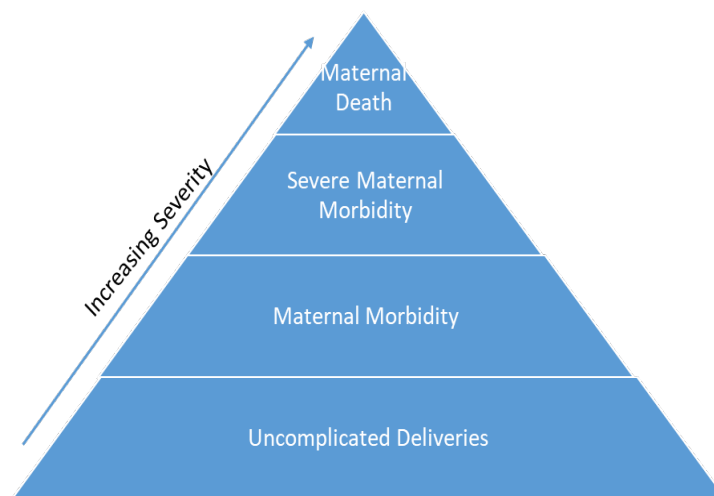 Maternal
Death
Severe Maternal
Morbidity
Maternal Morbidity
Uncomplicated Deliveries
Increasing Severity